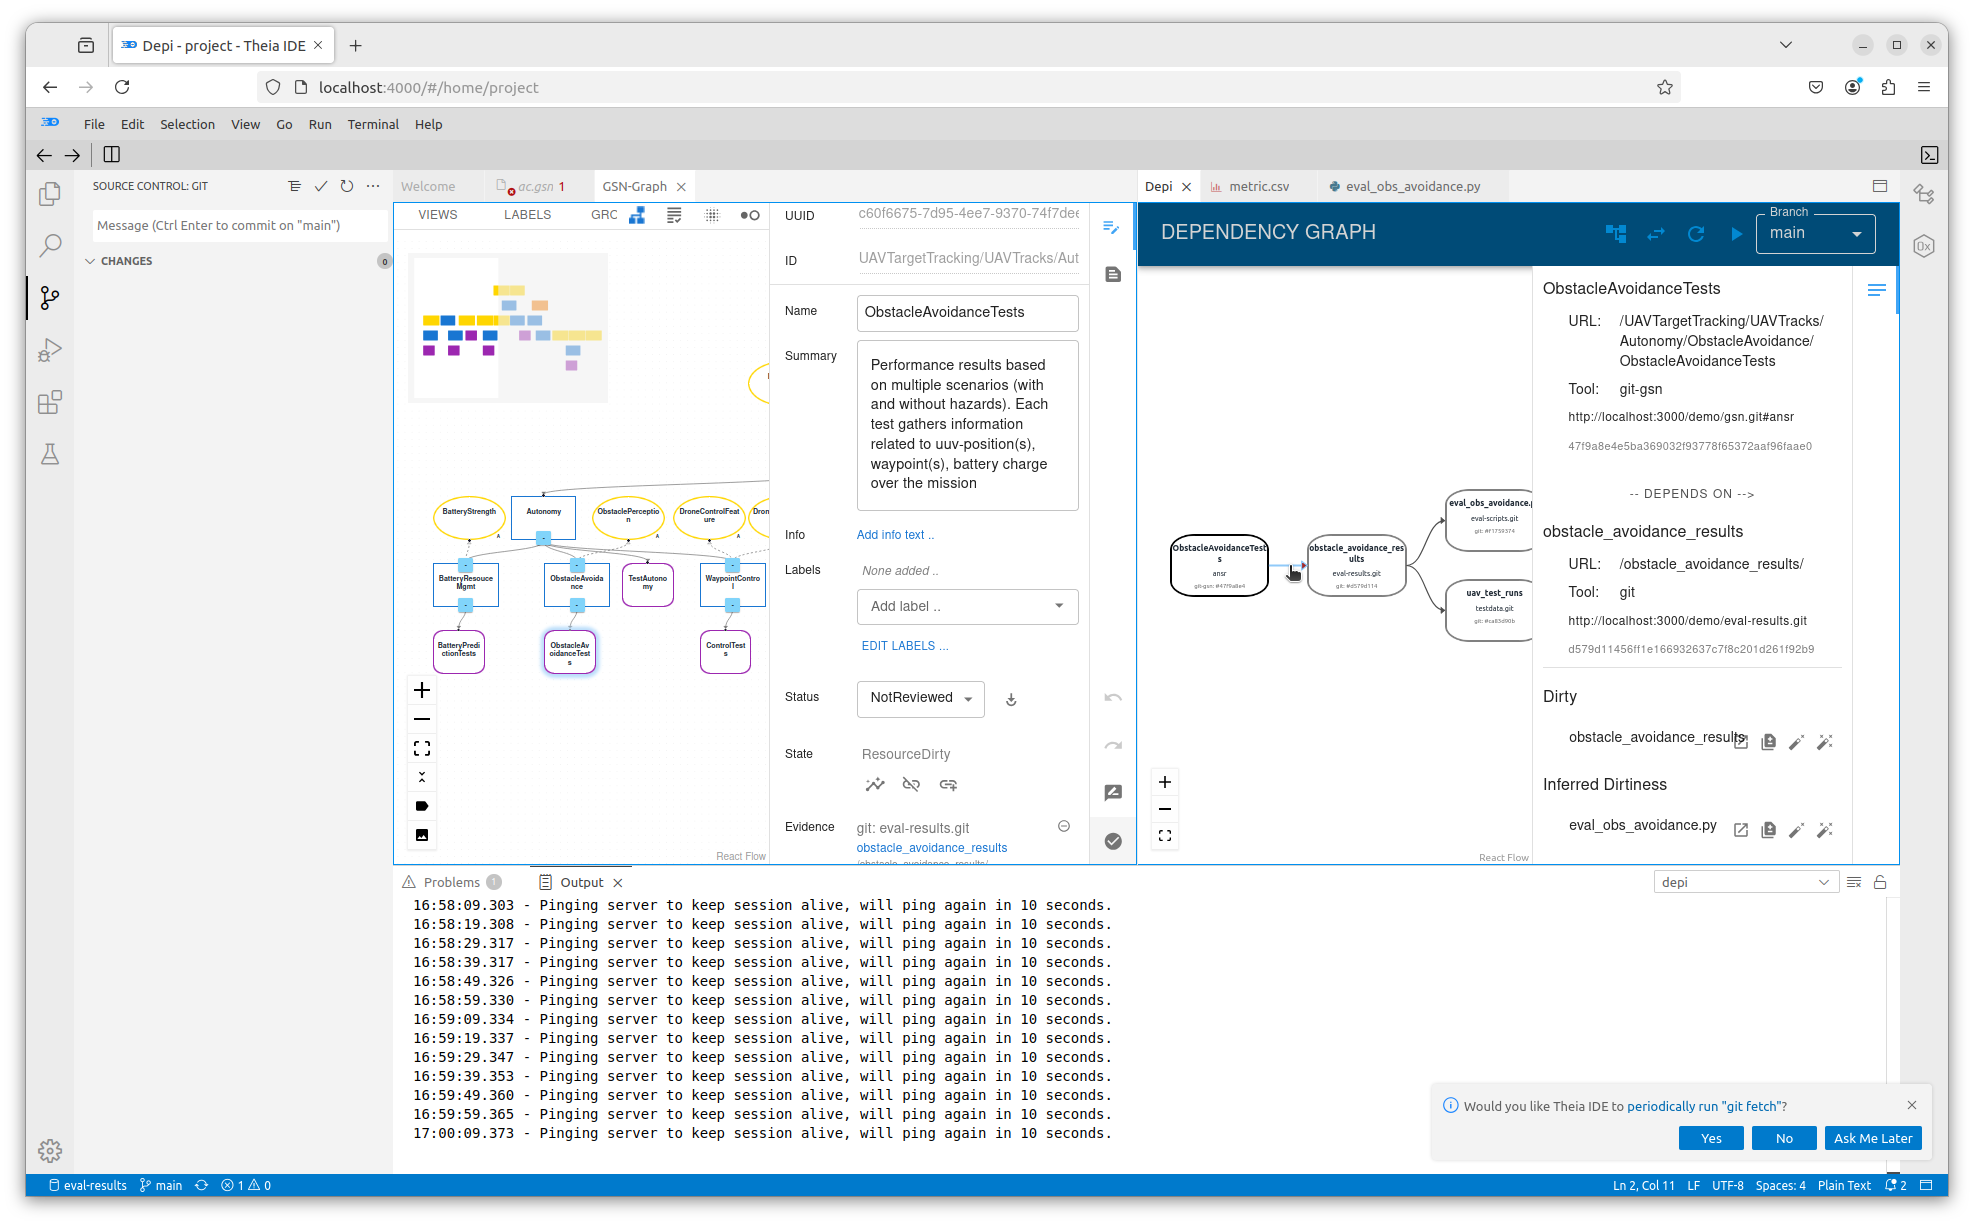 Depi - project - Theia IDE
localhost:4000/#/home/project
File Edit Selection View Go Run Terminal Help
SOURCE CONTROL: GIT
Message (Ctrl Enter to commit on "main")
CHANGES
0
Welcome
ac.gsn 1
GSN-Graph
VIEWS LABELS GRC
BatteryStrength
A
Autonomy
-
ObstaclePerceptio
n
A
DroneControlFeat
ure
A
Dron
-
BatteryResouce
Mgmt
-
-
ObstacleAvoida
nce
-
TestAutono
my
-
WaypointContro
l
-
BatteryPredi
ctionTests
ObstacleAv
oidanceTest
s
ControlTest
s
React Flow
UUID c60f6675-7d95-4ee7-9370-74f7dee
ID UAVTargetTracking/UAVTracks/Aut
Name ObstacleAvoidanceTests
Summary
Performance results based
on multiple scenarios (with
and without hazards). Each
test gathers information
related to uuv-position(s),
waypoint(s), battery charge
over the mission
Info Add info text ..
Labels None added ..
Add label ..
EDIT LABELS ...
Status NotReviewed
State ResourceDirty
Evidence git: eval-results.git
obstacle_avoidance_results
/obstacle_avoidance_results/
Depi
metric.csv
eval_obs_avoidance.py
DEPENDENCY GRAPH
Branch
main
ObstacleAvoidanceTest
s
ansr
git-gsn: #47f9a8e4
obstacle_avoidance_res
ults
eval-results.git
git: #d579d114
eval_obs_avoidance.p
eval-scripts.git
git: #f1759374
uav_test_runs
testdata.git
git: #ca83d90b
React Flow
ObstacleAvoidanceTests
URL: /UAVTargetTracking/UAVTracks/
Autonomy/ObstacleAvoidance/
ObstacleAvoidanceTests
Tool: git-gsn
http://localhost:3000/demo/gsn.git#ansr
47f9a8e4e5ba369032f93778f65372aaf96faae0
-- DEPENDS ON -->
obstacle_avoidance_results
URL: /obstacle_avoidance_results/
Tool: git
http://localhost:3000/demo/eval-results.git
d579d11456ff1e166932637c7f8c201d261f92b9
Dirty
obstacle_avoidance_results
Inferred Dirtiness
eval_obs_avoidance.py
Problems 1
Output
depi
16:58:09.303 - Pinging server to keep session alive, will ping again in 10 seconds.
16:58:19.308 - Pinging server to keep session alive, will ping again in 10 seconds.
16:58:29.317 - Pinging server to keep session alive, will ping again in 10 seconds.
16:58:39.317 - Pinging server to keep session alive, will ping again in 10 seconds.
16:58:49.326 - Pinging server to keep session alive, will ping again in 10 seconds.
16:58:59.330 - Pinging server to keep session alive, will ping again in 10 seconds.
16:59:09.334 - Pinging server to keep session alive, will ping again in 10 seconds.
16:59:19.337 - Pinging server to keep session alive, will ping again in 10 seconds.
16:59:29.347 - Pinging server to keep session alive, will ping again in 10 seconds.
16:59:39.353 - Pinging server to keep session alive, will ping again in 10 seconds.
16:59:49.360 - Pinging server to keep session alive, will ping again in 10 seconds.
16:59:59.365 - Pinging server to keep session alive, will ping again in 10 seconds.
17:00:09.373 - Pinging server to keep session alive, will ping again in 10 seconds.
Would you like Theia IDE to periodically run "git fetch"?
Yes No Ask Me Later
eval-results main 1 0
Ln 2, Col 11 LF UTF-8 Spaces: 4 Plain Text 2